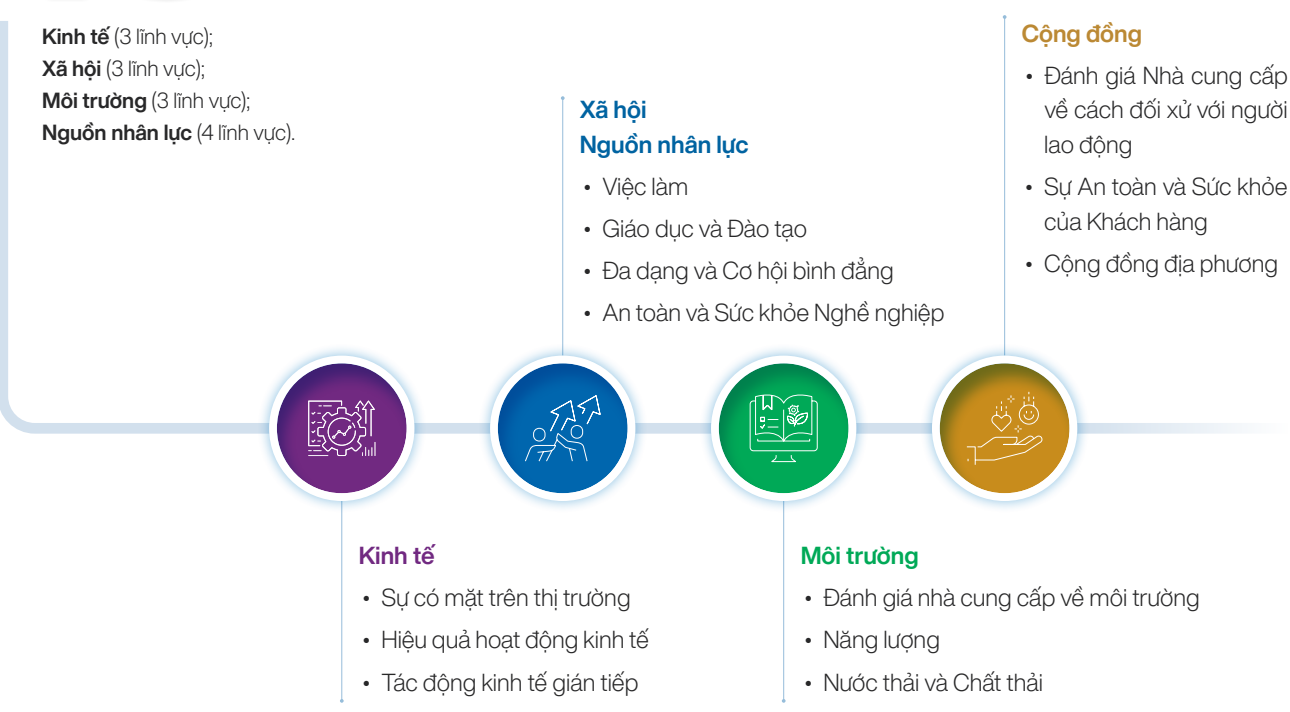 Kinh tế (3 lĩnh vực);
Xã hội (3 lĩnh vực);
Môi trường (3 lĩnh vực);
Nguồn nhân lực (4 lĩnh vực).
Xã hội
Nguồn nhân lực
• Việc làm
• Giáo dục và Đào tạo
• Đa dạng và Cơ hội bình đẳng
• An toàn và Sức khỏe Nghề nghiệp
Cộng đồng
• Đánh giá Nhà cung cấp
về cách đối xử với người
lao động
• Sự An toàn và Sức khỏe
của Khách hàng
• Cộng đồng địa phương
Kinh tế
• Sự có mặt trên thị trường
• Hiệu quả hoạt động kinh tế
• Tác động kinh tế gián tiếp
Môi trường
• Đánh giá nhà cung cấp về môi trường
• Năng lượng
• Nước thải và Chất thải